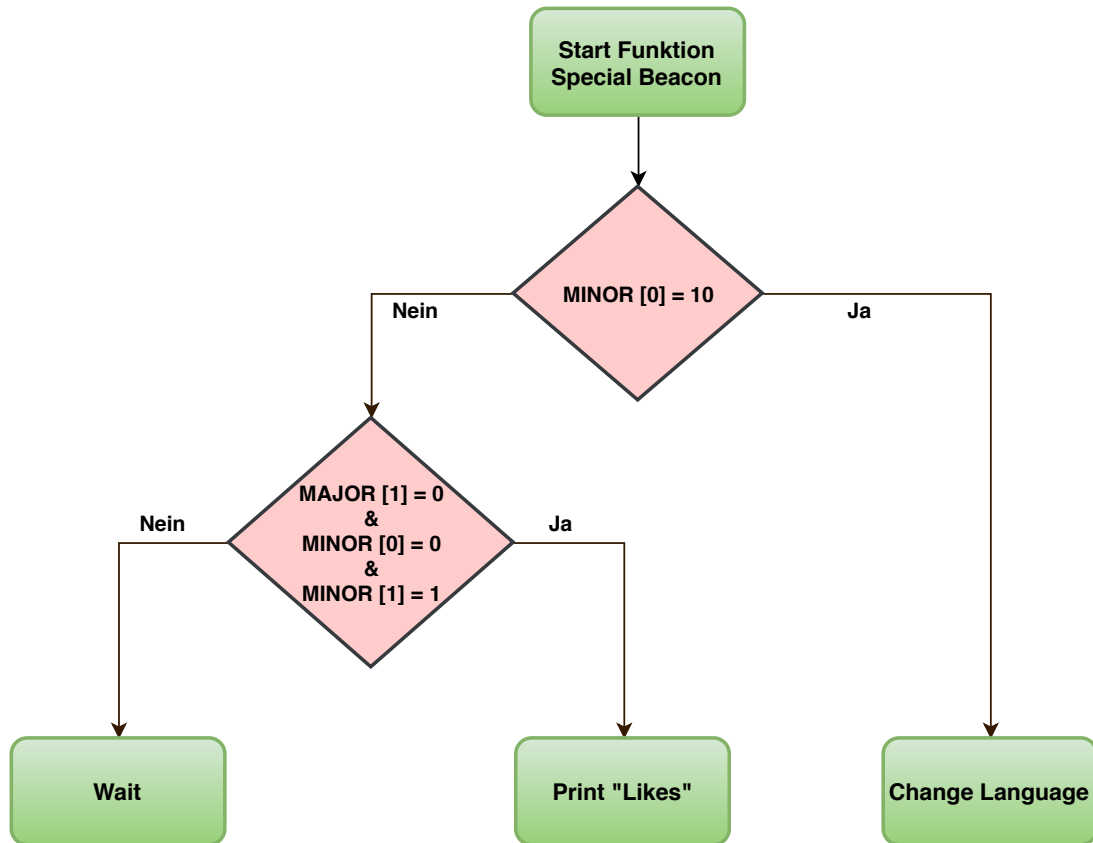 Start Funktion
Special Beacon
MINOR [0] = 10
Nein
Ja
MAJOR [1] = 0
&
MINOR [0] = 0
&
MINOR [1] = 1
Nein
Ja
Wait
Print "Likes"
Change Language